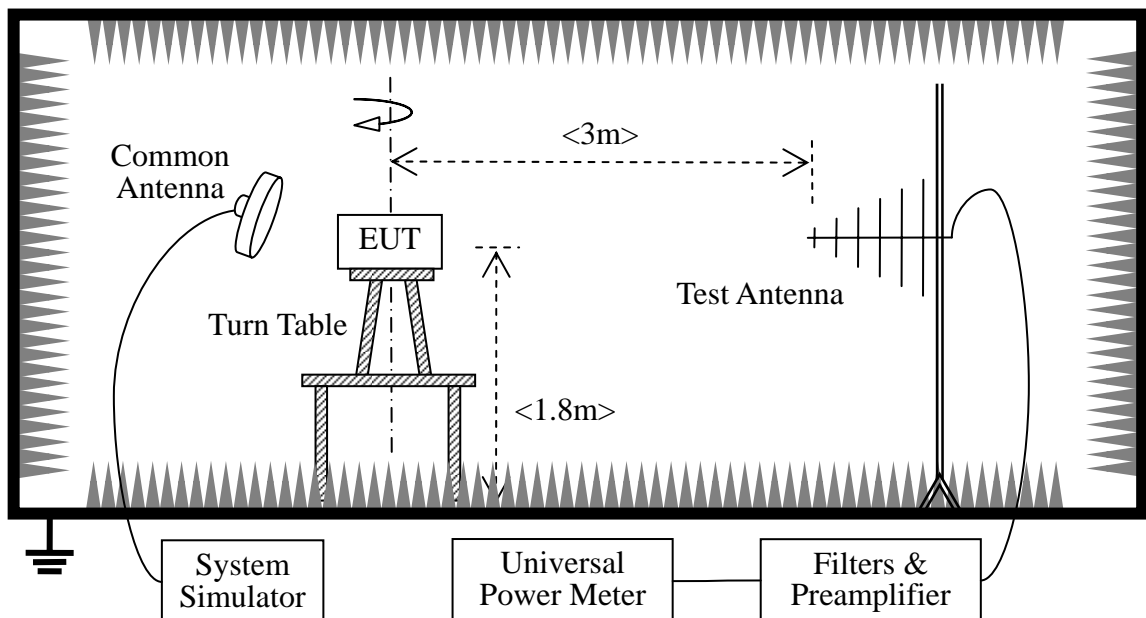 <3m>
Common
Antenna
EUT
Test Antenna
Turn Table
<1.8m>
System
Simulator
Universal
Power Meter
Filters &
Preamplifier